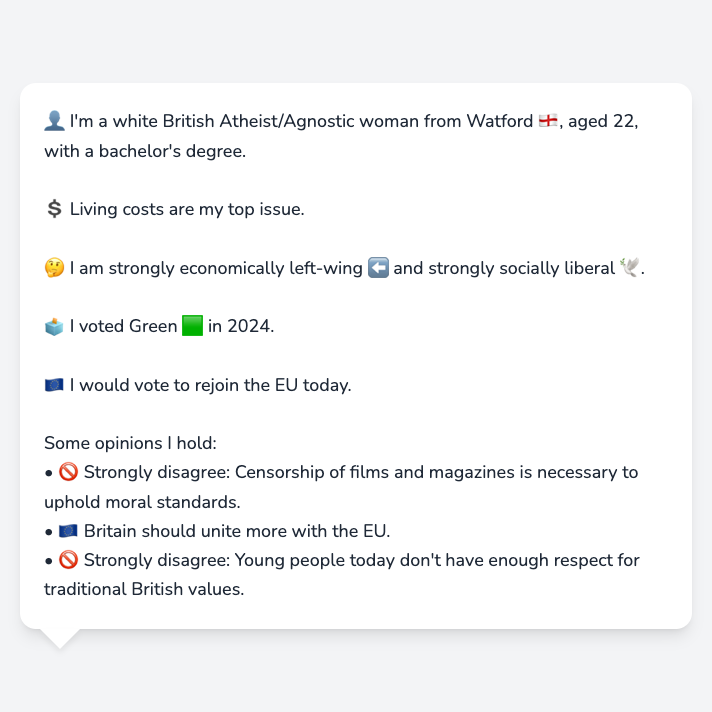 👤 I'm a white British Atheist/Agnostic woman from Watford 🏴󠁧󠁢󠁥󠁮󠁧󠁿, aged 22,
with a bachelor's degree.
💲 Living costs are my top issue.
🤔 I am strongly economically left-wing ⬅️ and strongly socially liberal 🕊️.
🗳️ I voted Green 🟩 in 2024.
🇪🇺 I would vote to rejoin the EU today.
Some opinions I hold:
• 🚫 Strongly disagree: Censorship of films and magazines is necessary to
uphold moral standards.
• 🇪🇺 Britain should unite more with the EU.
• 🚫 Strongly disagree: Young people today don't have enough respect for
traditional British values.